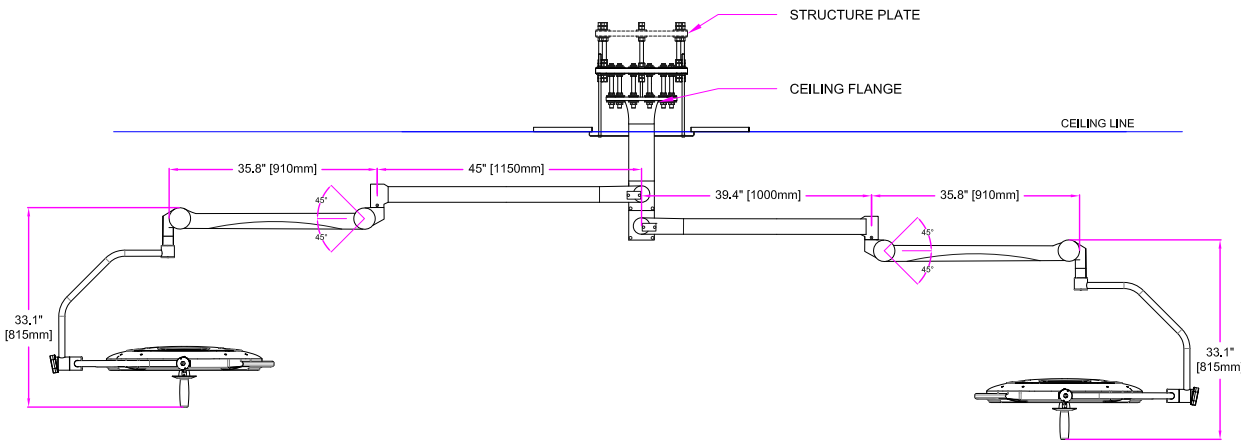 STRUCTURE PLATE
CEILING FLANGE
CEILING LINE
35.8" [910mm]
45" [1150mm]
39.4" [1000mm]
35.8" [910mm]
45°
45°
45°
45°
33.1"
[815mm]
33.1"
[815mm]